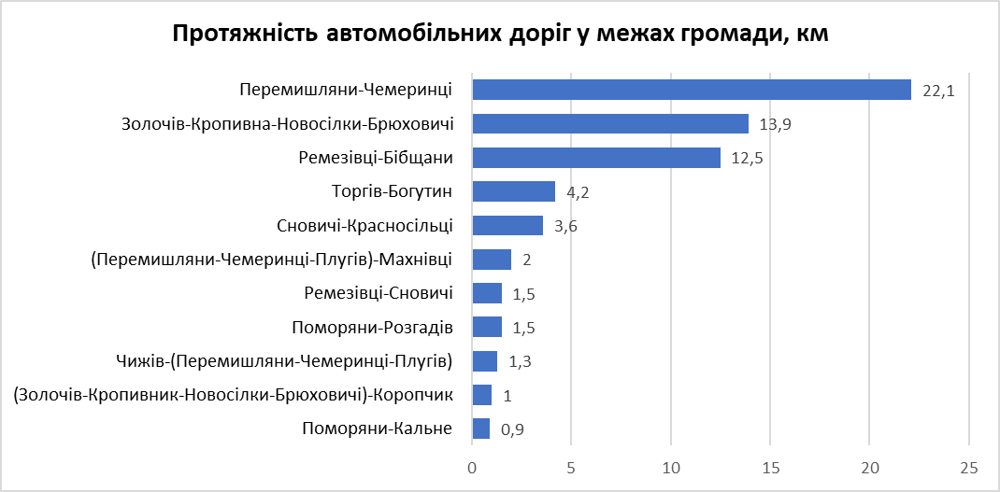 Протяжність автомобільних доріг у межах громади, км
Перемишляни-Чемеринці 22,1
Золочів-Кропивна-Новосілки-Брюховичі 13,9
Ремезівці-Бібщани 12,5
Торгів-Богутин 4,2
Сновичі-Красносільці 3,6
(Перемишляни-Чемеринці-Плугів)-Махнівці 2
Ремезівці-Сновичі 1,5
Поморяни-Розгадів 1,5
Чижів-(Перемишляни-Чемеринці-Плугів) 1,3
(Золочів-Кропивник-Новосілки-Брюховичі)-Коропчик 1
Поморяни-Кальне 0,9
0 5 10 15 20 25